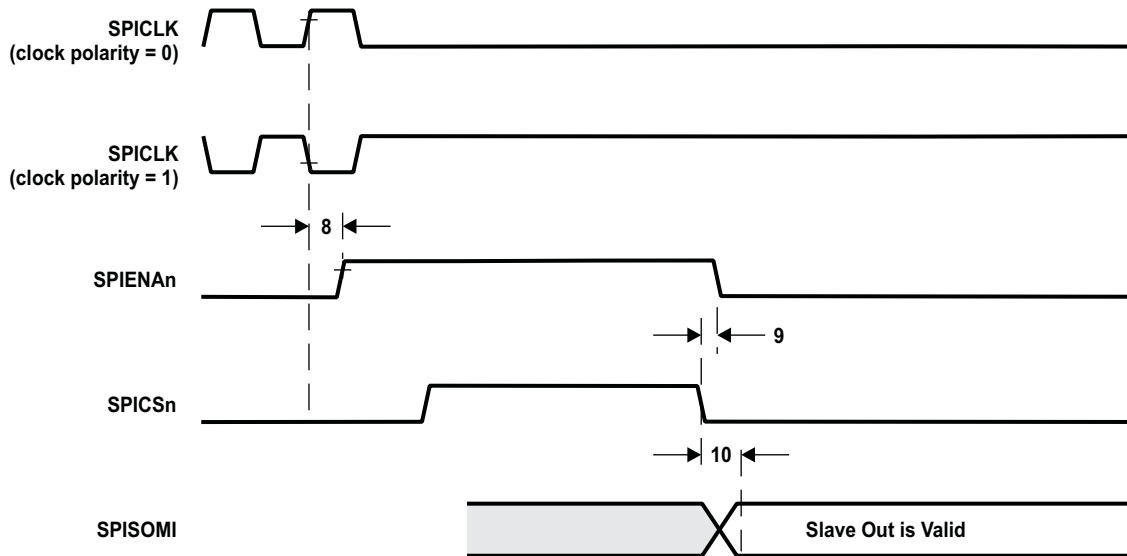 SPICLK
(clock polarity = 0)
SPICLK
(clock polarity = 1)
8
SPIENAn
9
SPICSn
10
SPISOMI
Slave Out is Valid